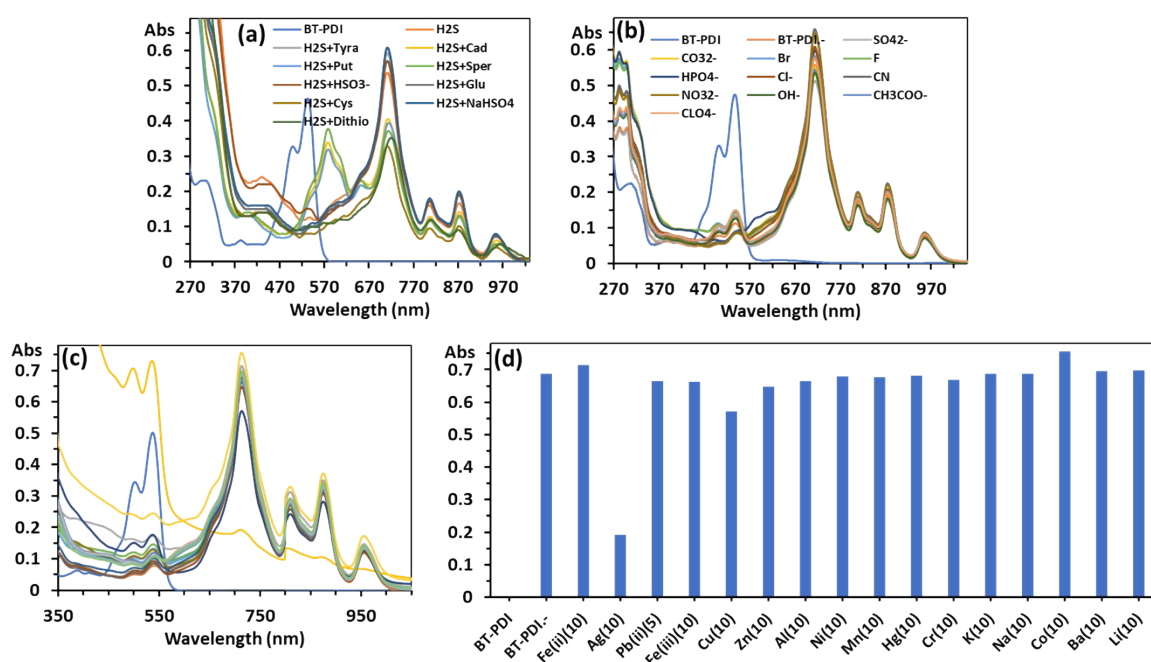 Abs
(a)
BT-PDI
H2S
H2S+Tyra
H2S+Cad
H2S+Put
H2S+Sper
H2S+HSO3-
H2S+Glu
H2S+Cys
H2S+NaHSO4
H2S+Dithio
0.6
0.5
0.4
0.3
0.2
0.1
0
270 370 470 570 670 770 870 970
Wavelength (nm)
Abs
(b)
BT-PDI
BT-PDI.-
SO42-
CO32-
Br
F
HPO4-
Cl-
CN
NO32-
OH-
CH3COO-
CLO4-
0.6
0.5
0.4
0.3
0.2
0.1
0
270 370 470 570 670 770 870 970
Wavelength (nm)
Abs
(c)
0.7
0.6
0.5
0.4
0.3
0.2
0.1
0
350 550 750 950
Wavelength (nm)
Abs
(d)
0.7
0.6
0.5
0.4
0.3
0.2
0.1
0
BT-PDI
BT-PDI.-
Fe(ii)(10)
Ag(10)
Pb(ii)(5)
Fe(iii)(10)
Cu(10)
Zn(10)
Al(10)
Ni(10)
Mn(10)
Hg(10)
Cr(10)
K(10)
Na(10)
Co(10)
Ba(10)
Li(10)